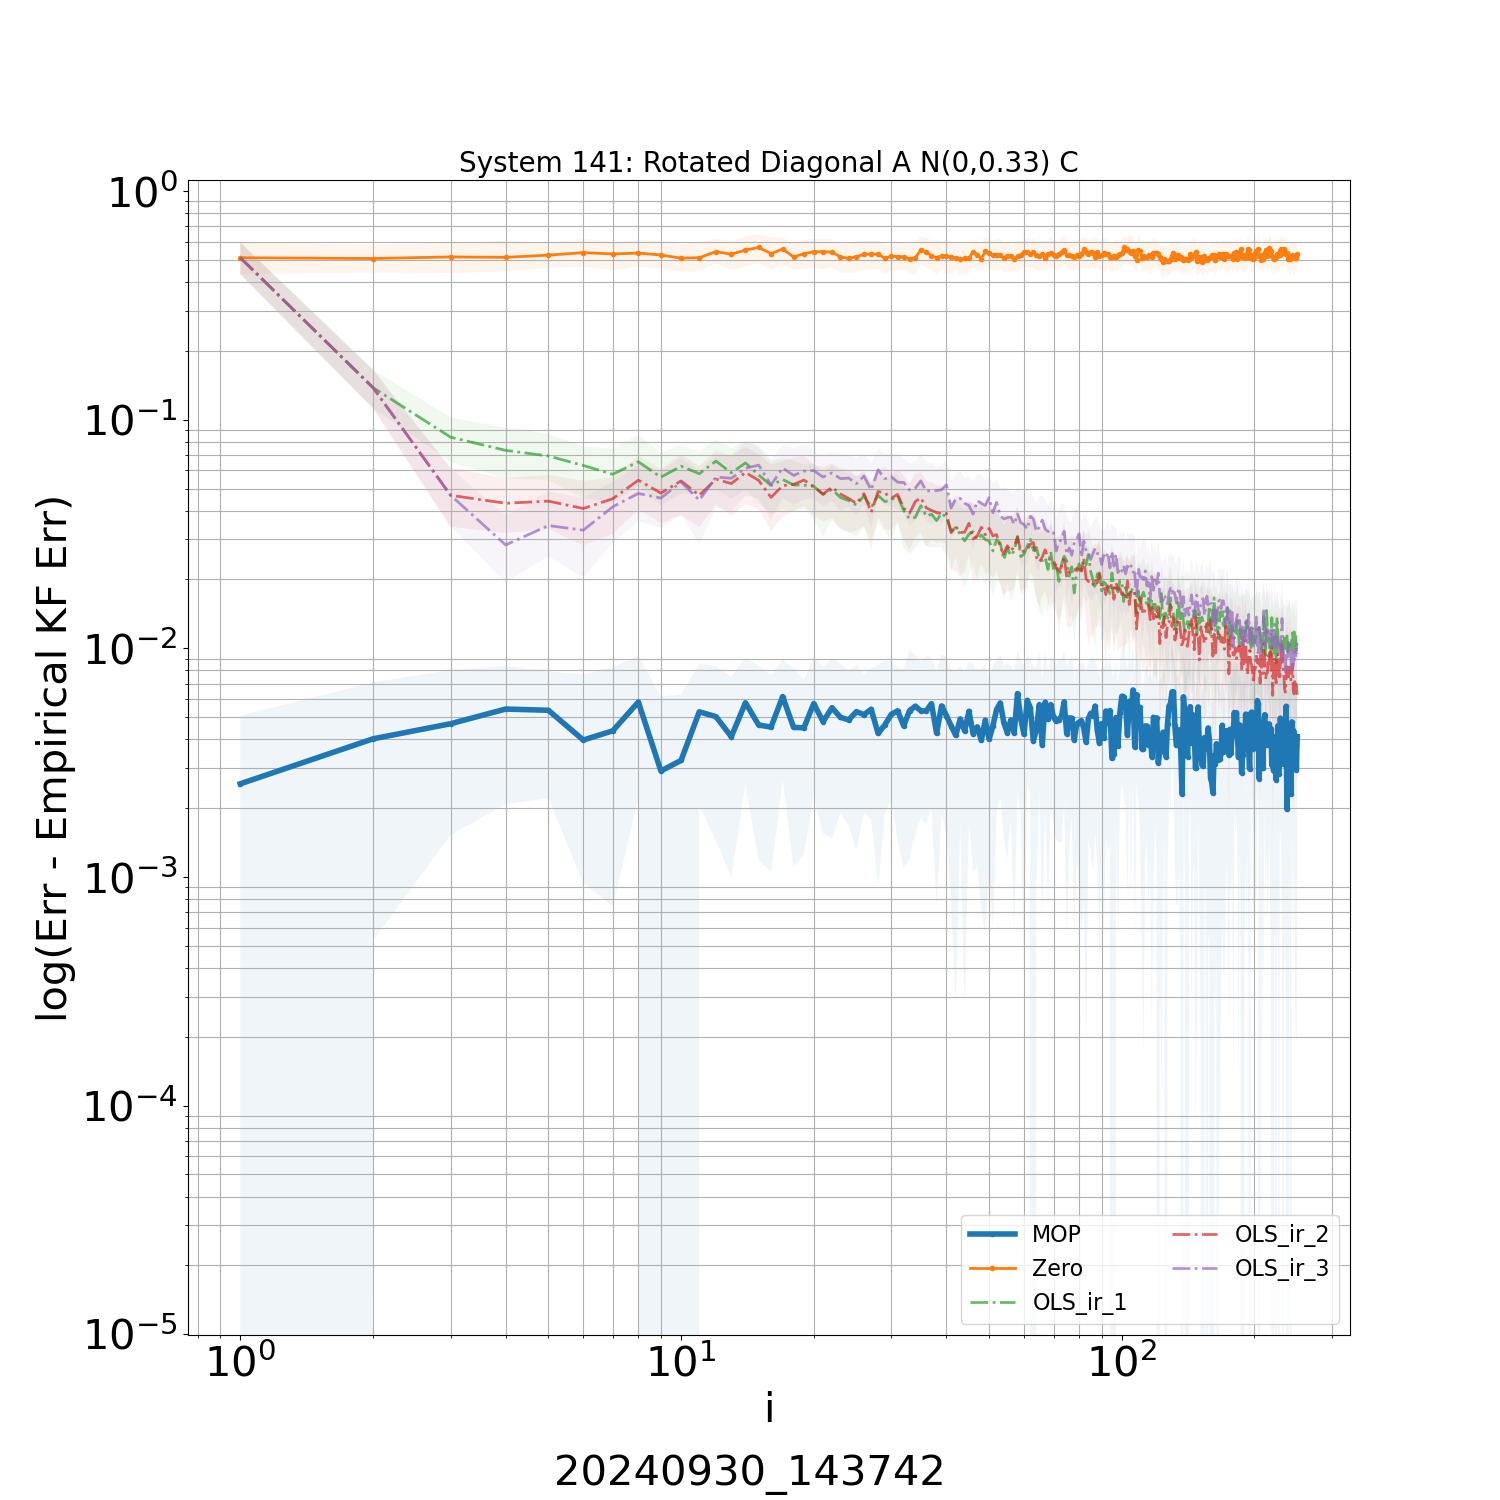 System 141: Rotated Diagonal A N(0,0.33) C
log(Err - Empirical KF Err)
10^0
10^-1
10^-2
10^-3
10^-4
10^-5
MOP
Zero
OLS_ir_1
OLS_ir_2
OLS_ir_3
10^0 10^1 10^2
i
20240930_143742